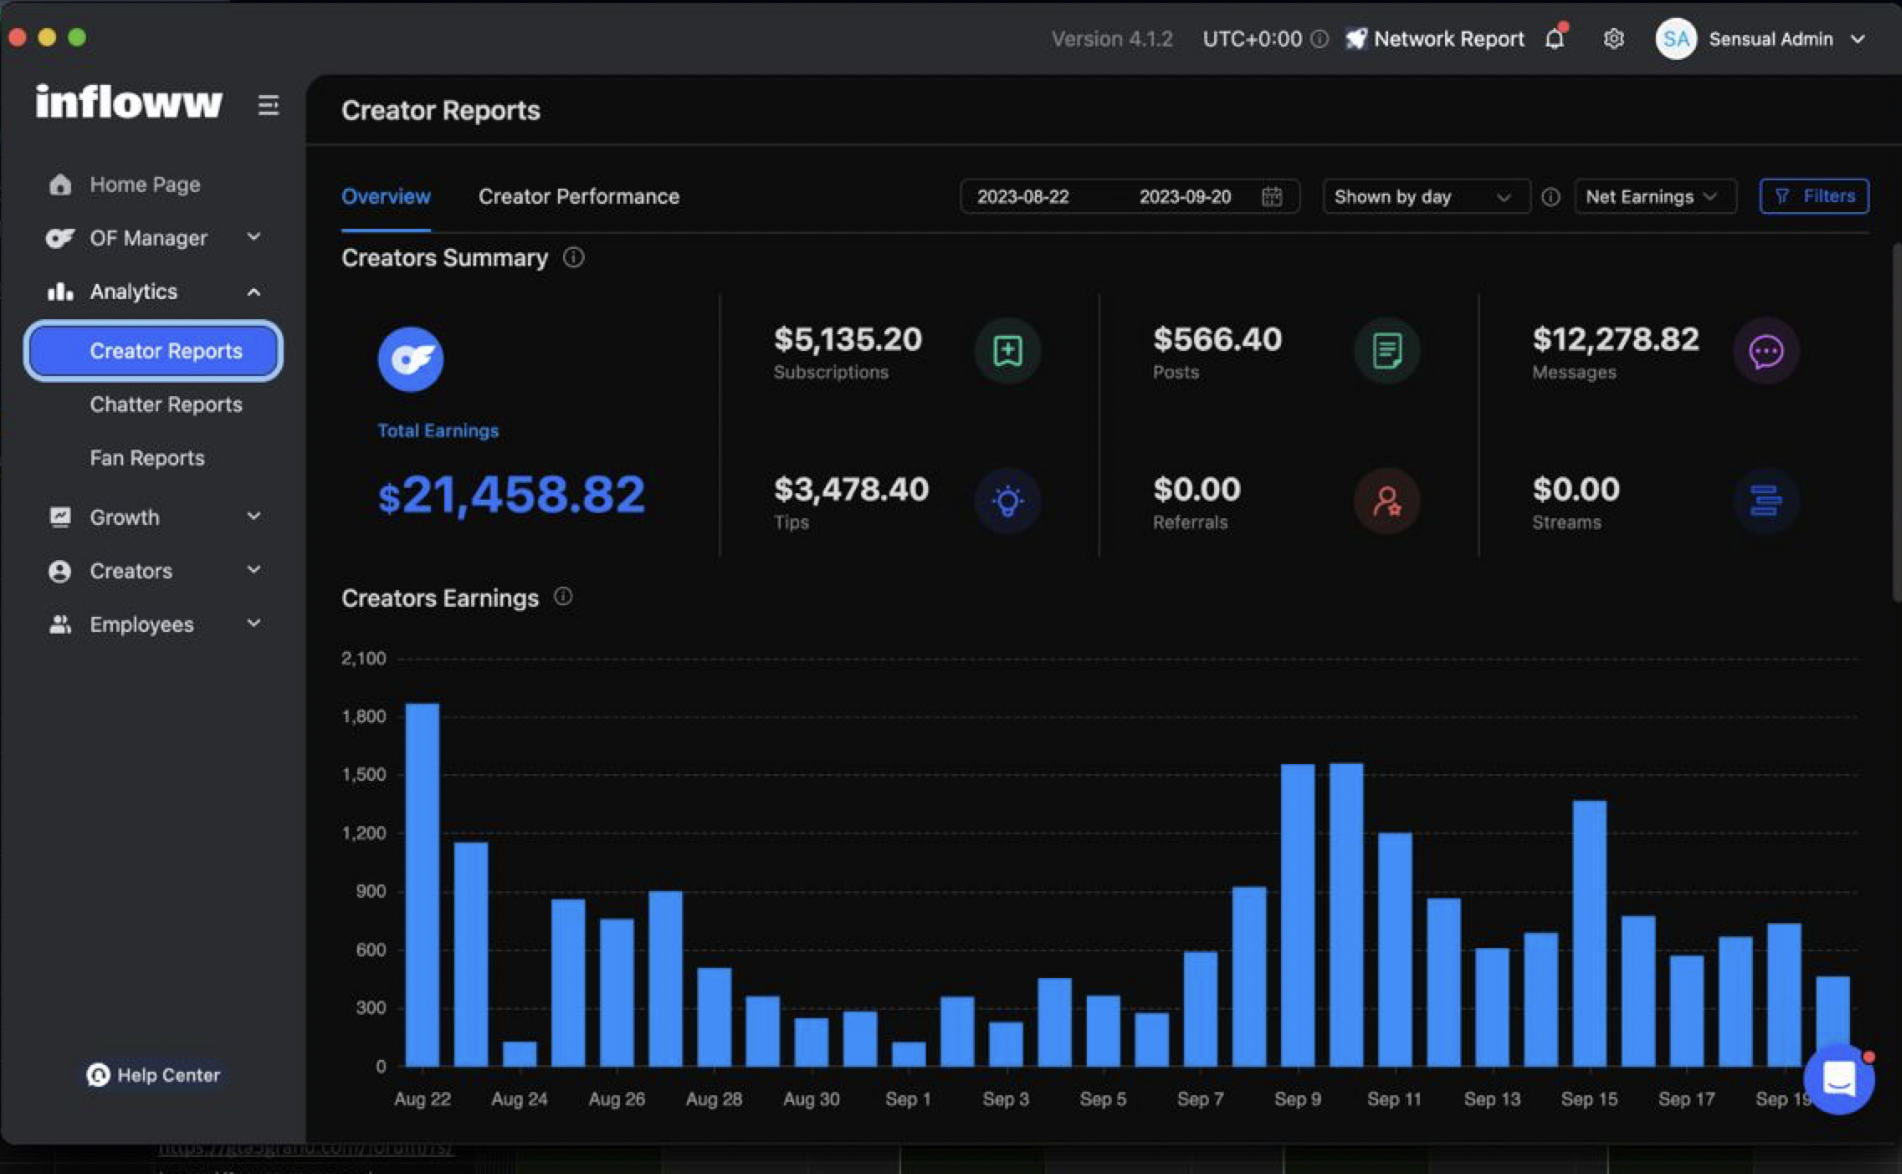 Version 4.1.2
UTC+0:00
Network Report
SA
Sensual Admin
infloww
Home Page
OF Manager
Analytics
Creator Reports
Chatter Reports
Fan Reports
Growth
Creators
Employees
Help Center
Creator Reports
Overview
Creator Performance
2023-08-22
2023-09-20
Shown by day
Net Earnings
Filters
Creators Summary
Total Earnings
$21,458.82
$5,135.20
Subscriptions
$566.40
Posts
$12,278.82
Messages
$3,478.40
Tips
$0.00
Referrals
$0.00
Streams
Creators Earnings
2,100
1,800
1,500
1,200
900
600
300
0
Aug 22
Aug 24
Aug 26
Aug 28
Aug 30
Sep 1
Sep 3
Sep 5
Sep 7
Sep 9
Sep 11
Sep 13
Sep 15
Sep 17
Sep 19